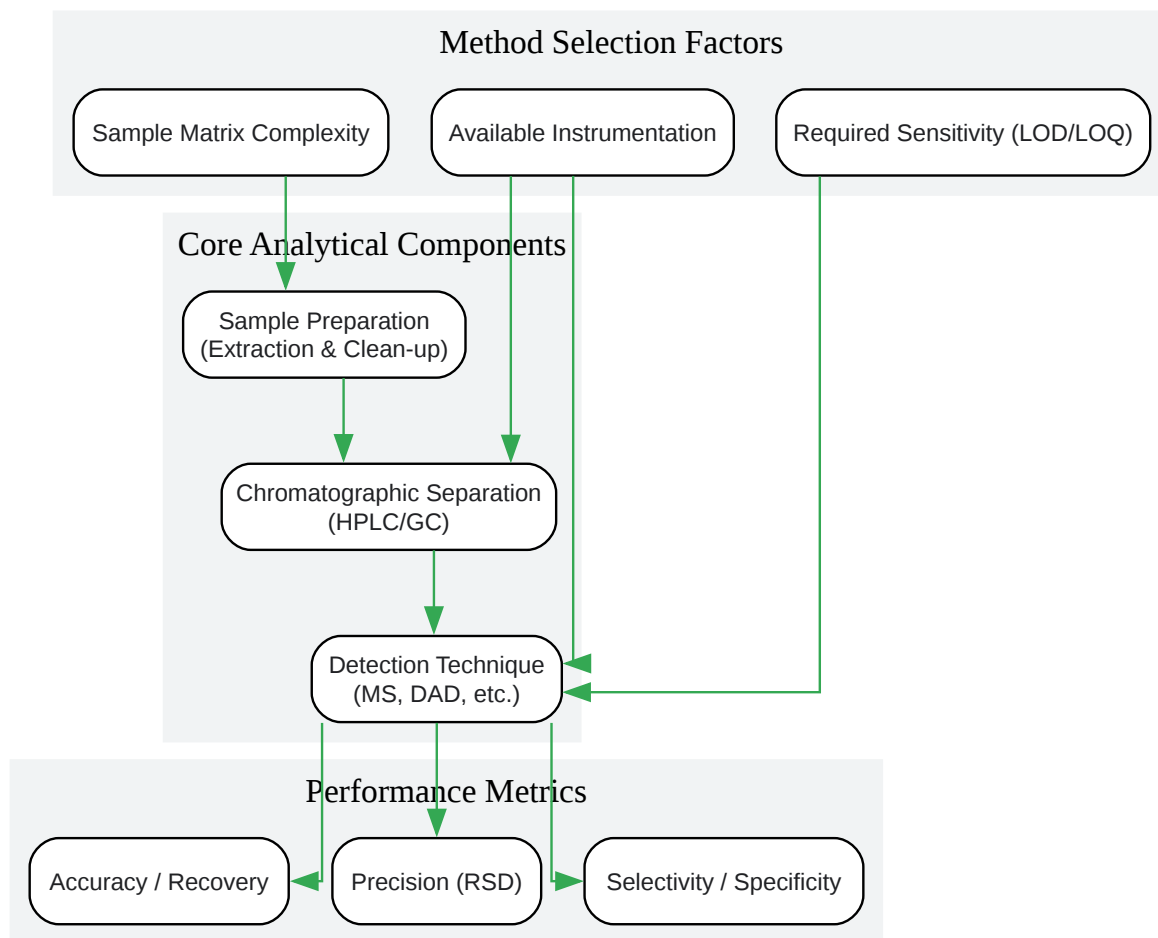 Method Selection Factors
Sample Matrix Complexity
Available Instrumentation
Required Sensitivity (LOD/LOQ)
Core Analytical Components
Sample Preparation
(Extraction & Clean-up)
Chromatographic Separation
(HPLC/GC)
Detection Technique
(MS, DAD, etc.)
Performance Metrics
Accuracy / Recovery
Precision (RSD)
Selectivity / Specificity